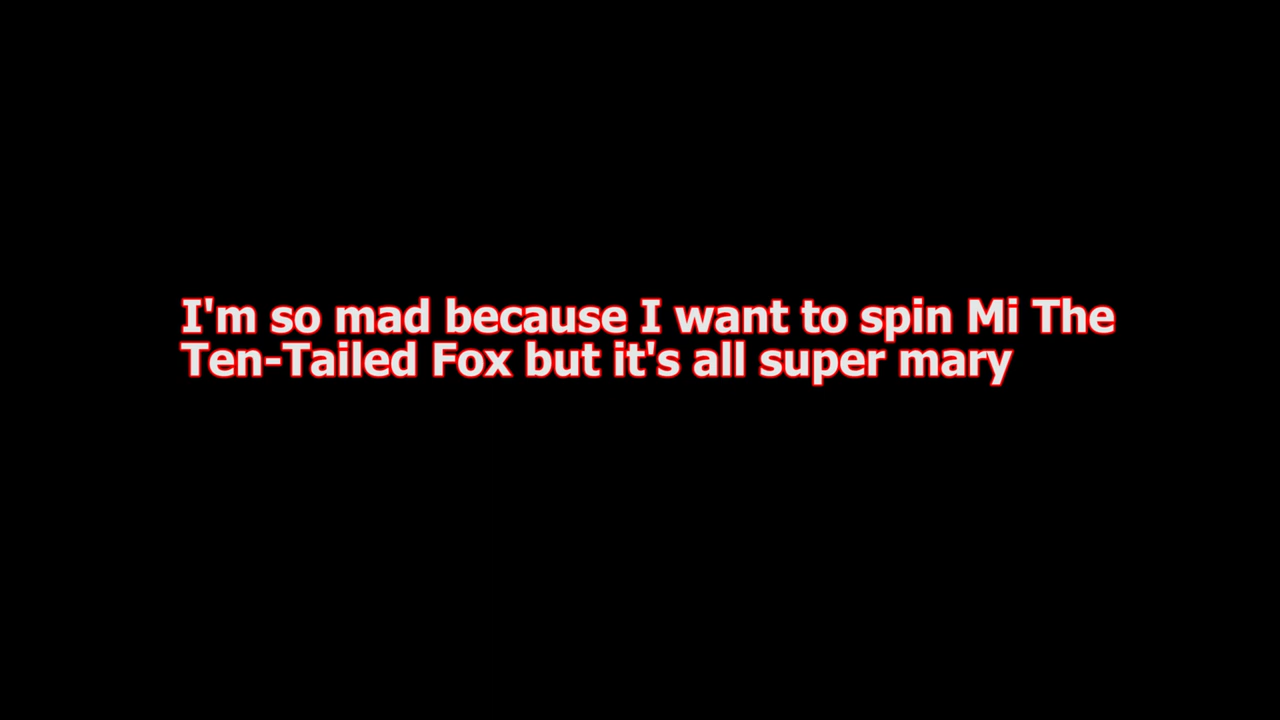 I'm so mad because I want to spin Mi The
Ten-Tailed Fox but it's all super mary